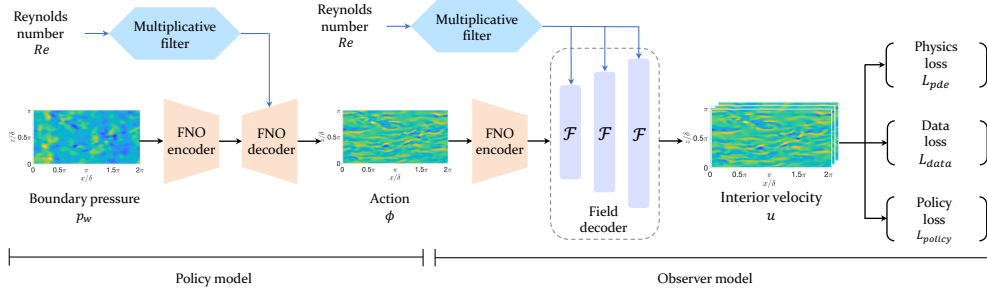 Reynolds
number
Re
Multiplicative
filter
Reynolds
number
Re
Multiplicative
filter
π
0.5π
0
z/δ
0
0.5π
π
1.5π
2π
x/δ
Boundary pressure
p_w
FNO
encoder
FNO
decoder
π
0.5π
0
z/δ
0
0.5π
π
1.5π
2π
x/δ
Action
ϕ
FNO
encoder
ℱ
ℱ
ℱ
Field
decoder
π
0.5π
0
z/δ
0
0.5π
π
1.5π
2π
x/δ
Interior velocity
u
Physics
loss
L_pde
Data
loss
L_data
Policy
loss
L_policy
Policy model
Observer model